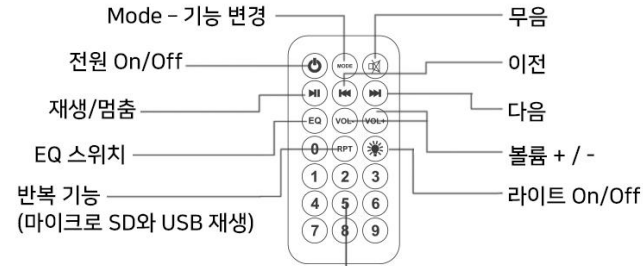 Mode – 기능 변경
무음
전원 On/Off
이전
재생/멈춤
다음
EQ 스위치
볼륨 + / -
반복 기능
(마이크로 SD와 USB 재생)
라이트 On/Off
MODE
EQ VOL- VOL+
0 RPT
1 2 3
4 5 6
7 8 9